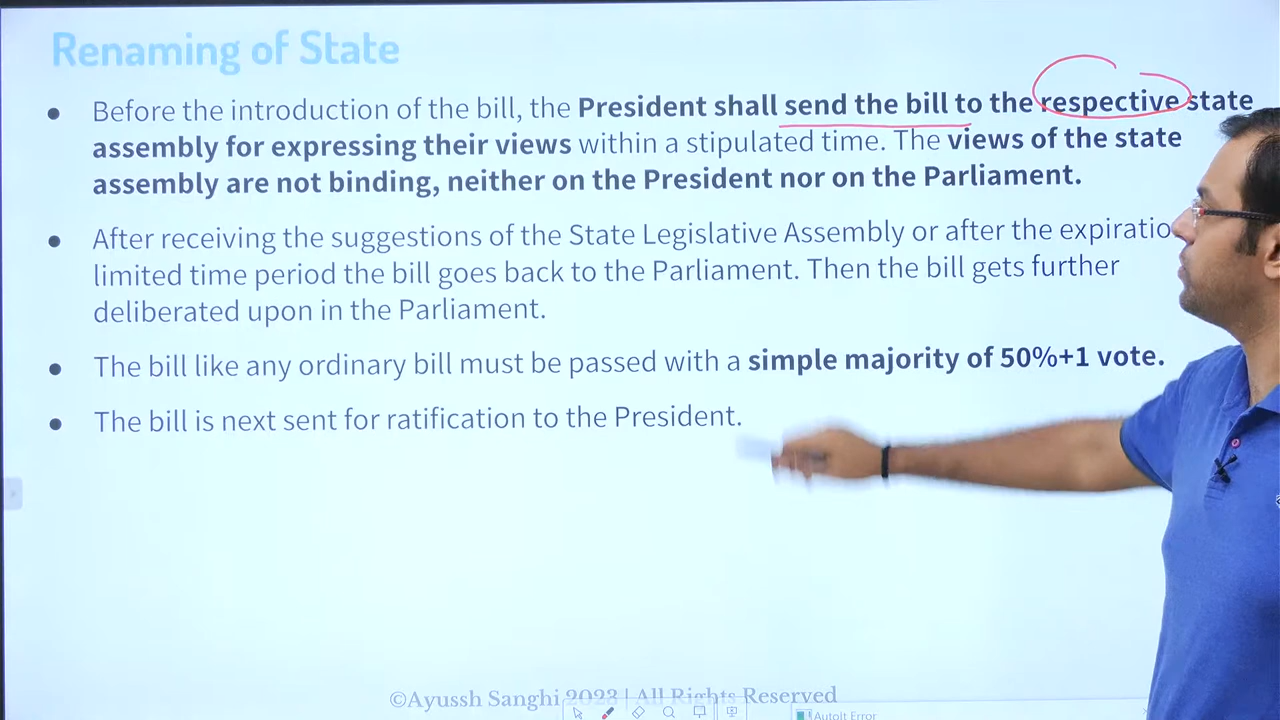 Renaming of State
● Before the introduction of the bill, the President shall send the bill to the respective state
assembly for expressing their views within a stipulated time. The views of the state
assembly are not binding, neither on the President nor on the Parliament.
● After receiving the suggestions of the State Legislative Assembly or after the expiratio
limited time period the bill goes back to the Parliament. Then the bill gets further
deliberated upon in the Parliament.
● The bill like any ordinary bill must be passed with a simple majority of 50%+1 vote.
● The bill is next sent for ratification to the President.
©Ayussh Sanghi 2023 | All Rights Reserved
AutoIt Error